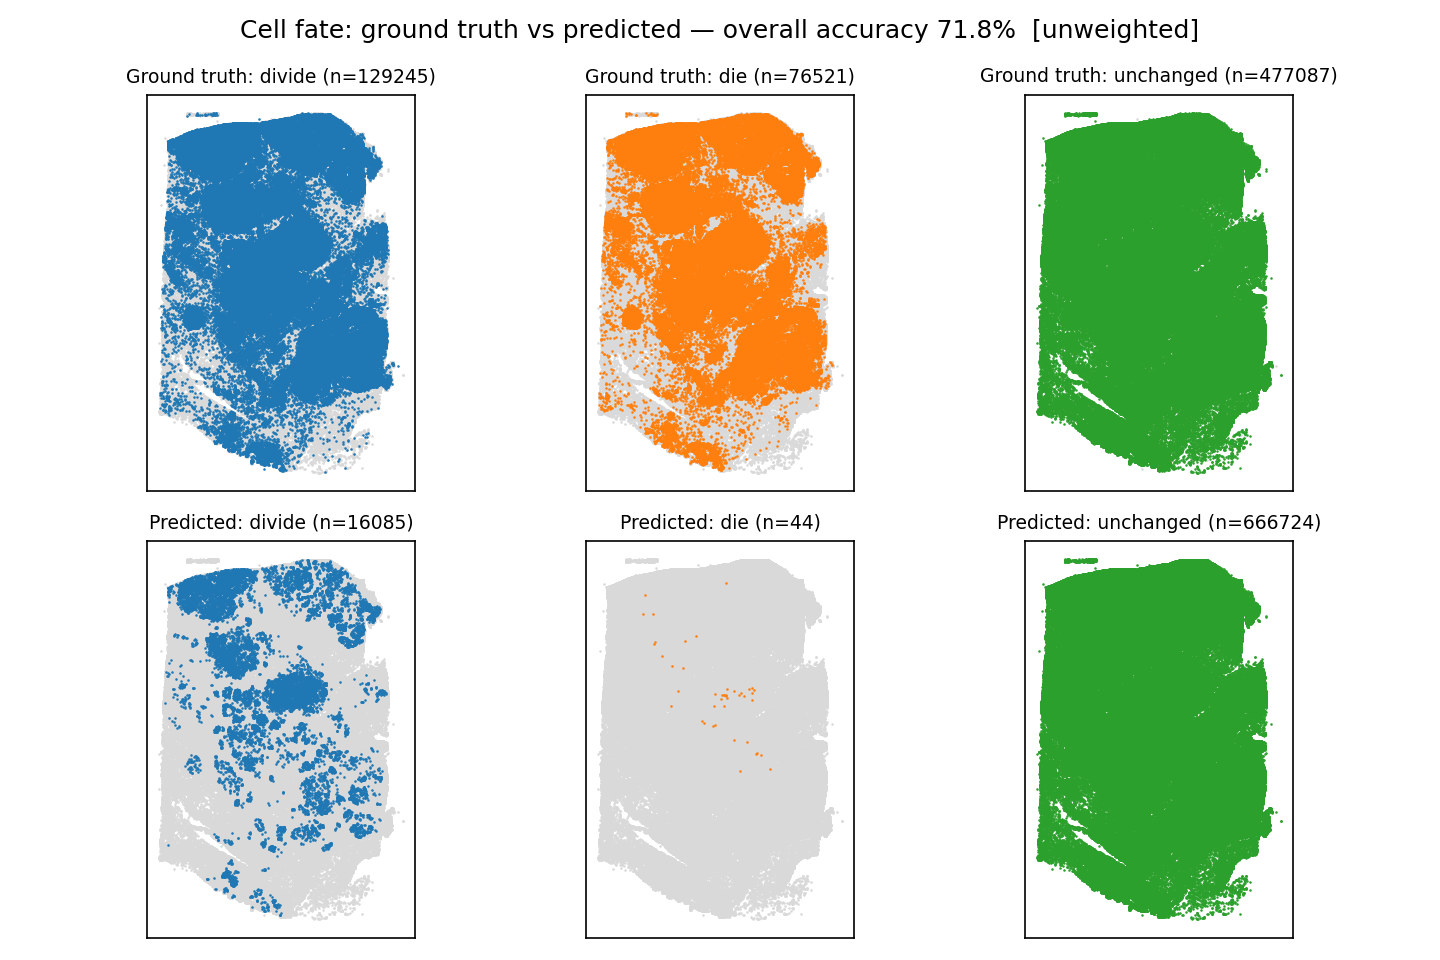 Cell fate: ground truth vs predicted — overall accuracy 71.8%  [unweighted]
Ground truth: divide (n=129245)
Ground truth: die (n=76521)
Ground truth: unchanged (n=477087)
Predicted: divide (n=16085)
Predicted: die (n=44)
Predicted: unchanged (n=666724)